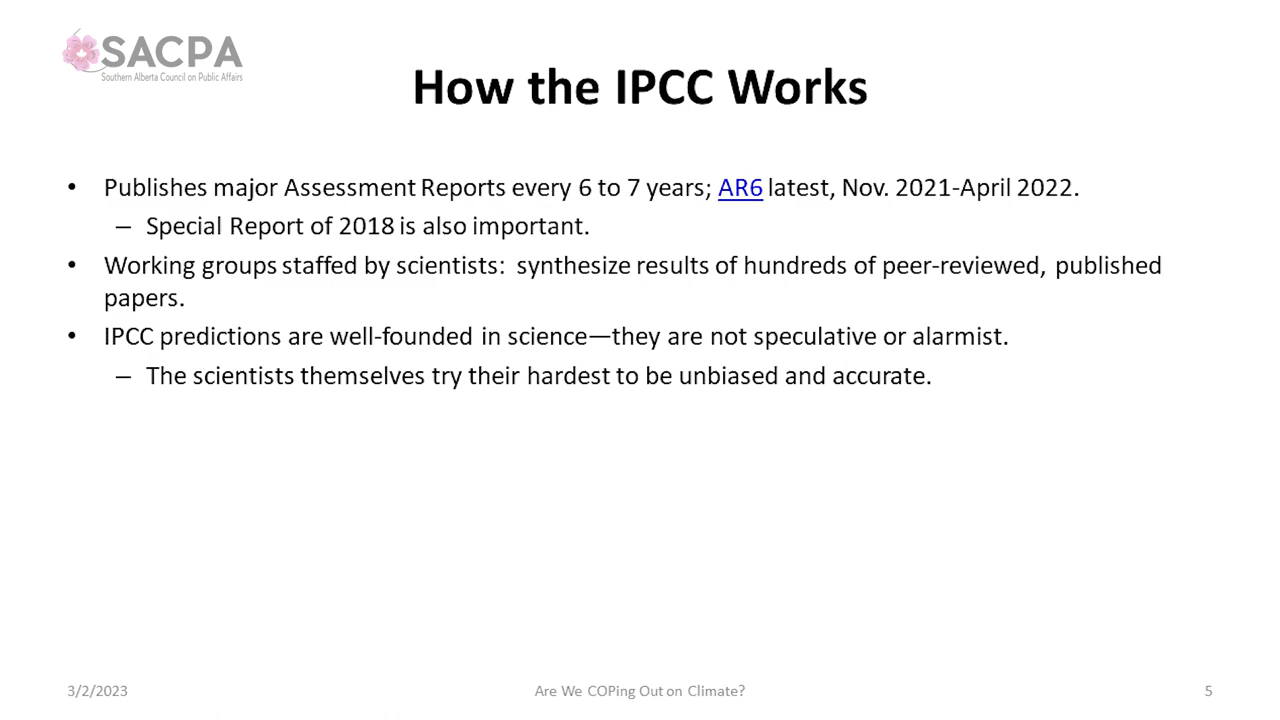 SACPA
Southern Alberta Council on Public Affairs
How the IPCC Works
• Publishes major Assessment Reports every 6 to 7 years; AR6 latest, Nov. 2021-April 2022.
– Special Report of 2018 is also important.
• Working groups staffed by scientists:  synthesize results of hundreds of peer-reviewed, published
papers.
• IPCC predictions are well-founded in science—they are not speculative or alarmist.
– The scientists themselves try their hardest to be unbiased and accurate.
3/2/2023
Are We COPing Out on Climate?
5